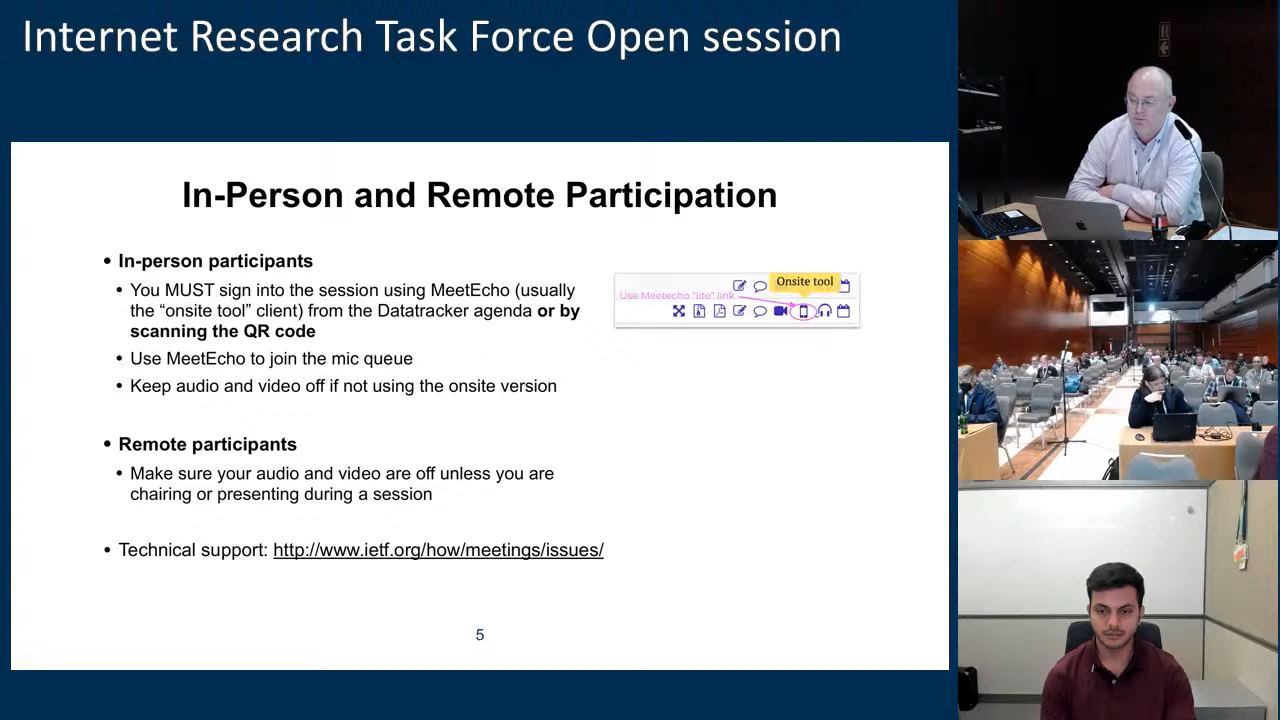 Internet Research Task Force Open session
In-Person and Remote Participation
• In-person participants
• You MUST sign into the session using MeetEcho (usually
the “onsite tool” client) from the Datatracker agenda or by
scanning the QR code
• Use MeetEcho to join the mic queue
• Keep audio and video off if not using the onsite version
Onsite tool
Use Meetecho “lite” link
• Remote participants
• Make sure your audio and video are off unless you are
chairing or presenting during a session
• Technical support: http://www.ietf.org/how/meetings/issues/
5